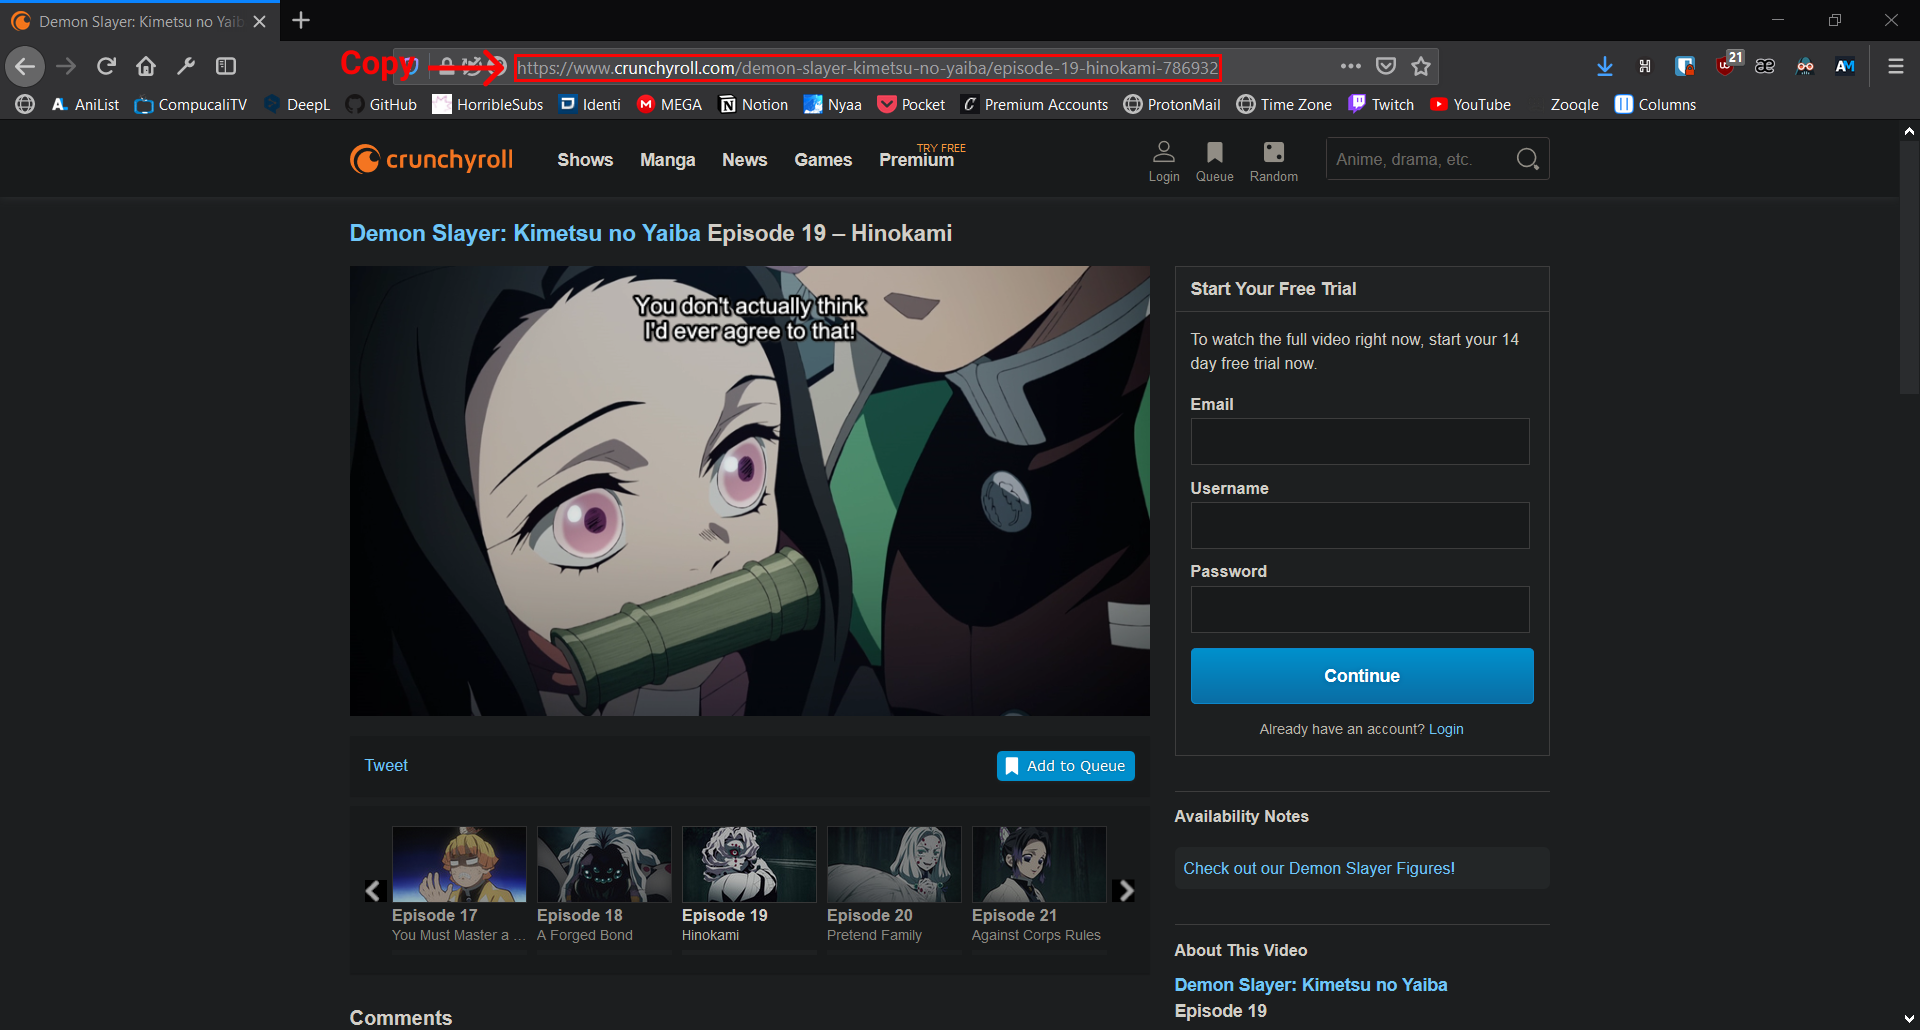 Demon Slayer: Kimetsu no Yaib
Copy
https://www.crunchyroll.com/demon-slayer-kimetsu-no-yaiba/episode-19-hinokami-786932
21
AniList CompucaliTV DeepL GitHub HorribleSubs Identi MEGA Notion Nyaa Pocket Premium Accounts ProtonMail Time Zone Twitch YouTube Zooqle Columns
crunchyroll Shows Manga News Games Premium TRY FREE
Login Queue Random
Anime, drama, etc.
Demon Slayer: Kimetsu no Yaiba Episode 19 – Hinokami
You don't actually think
I'd ever agree to that!
Start Your Free Trial
To watch the full video right now, start your 14
day free trial now.
Email
Username
Password
Continue
Already have an account? Login
Tweet
Add to Queue
Episode 17
You Must Master a ...
Episode 18
A Forged Bond
Episode 19
Hinokami
Episode 20
Pretend Family
Episode 21
Against Corps Rules
Availability Notes
Check out our Demon Slayer Figures!
About This Video
Demon Slayer: Kimetsu no Yaiba
Episode 19
Comments